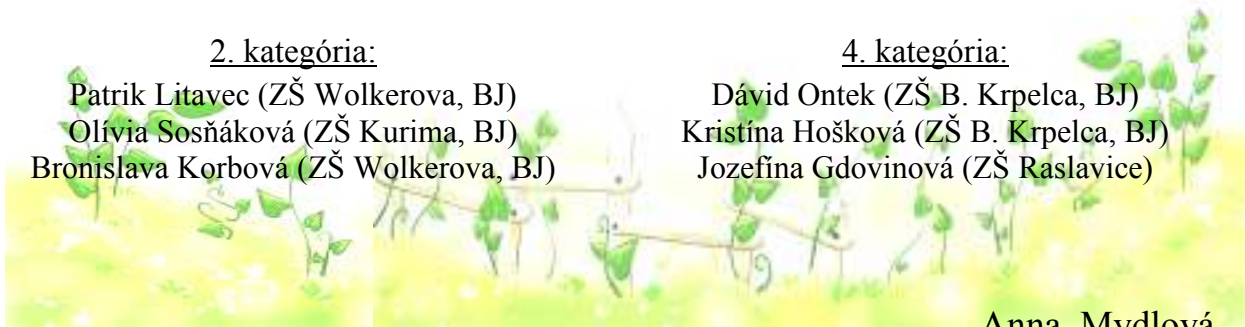 2. kategória:
Patrik Litavec (ZŠ Wolkerova, BJ)
Olívia Sosňáková (ZŠ Kurima, BJ)
Bronislava Korbová (ZŠ Wolkerova, BJ)
4. kategória:
Dávid Ontek (ZŠ B. Krpelca, BJ)
Kristína Hošková (ZŠ B. Krpelca, BJ)
Jozefína Gdovinová (ZŠ Raslavice)
Anna Mydlová